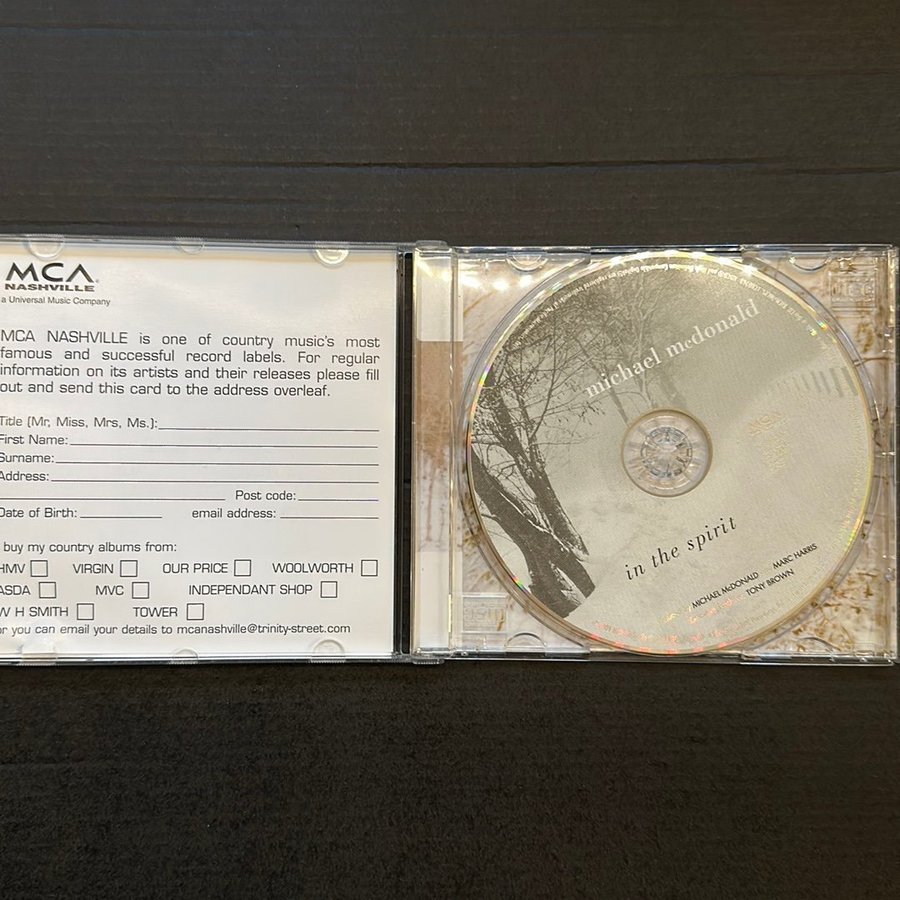 MCA
NASHVILLE
a Universal Music Company
MCA NASHVILLE is one of country music's most
famous and successful record labels. For regular
information on its artists and their releases please fill
out and send this card to the address overleaf.
Title (Mr, Miss, Mrs, Ms.):
First Name:
Surname:
Address:
Post code:
Date of Birth: email address:
buy my country albums from:
HMV VIRGIN OUR PRICE WOOLWORTH
ASDA MVC INDEPENDANT SHOP
W H SMITH TOWER
or you can email your details to mcanashville@trinity-street.com
michael mcdonald
in the spirit
MICHAEL McDONALD MARC HARRIS
TONY BROWN